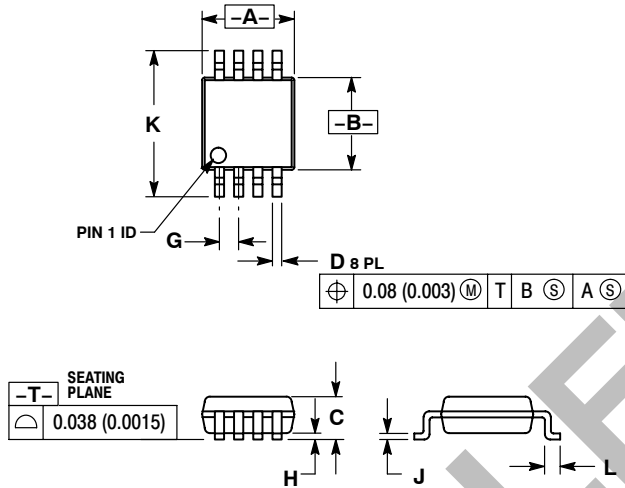 –A–
K
–B–
PIN 1 ID
G
D 8 PL
⌖ 0.08 (0.003) Ⓜ T B Ⓢ A Ⓢ
–T– SEATING PLANE
⌓ 0.038 (0.0015)
C
H
J
L